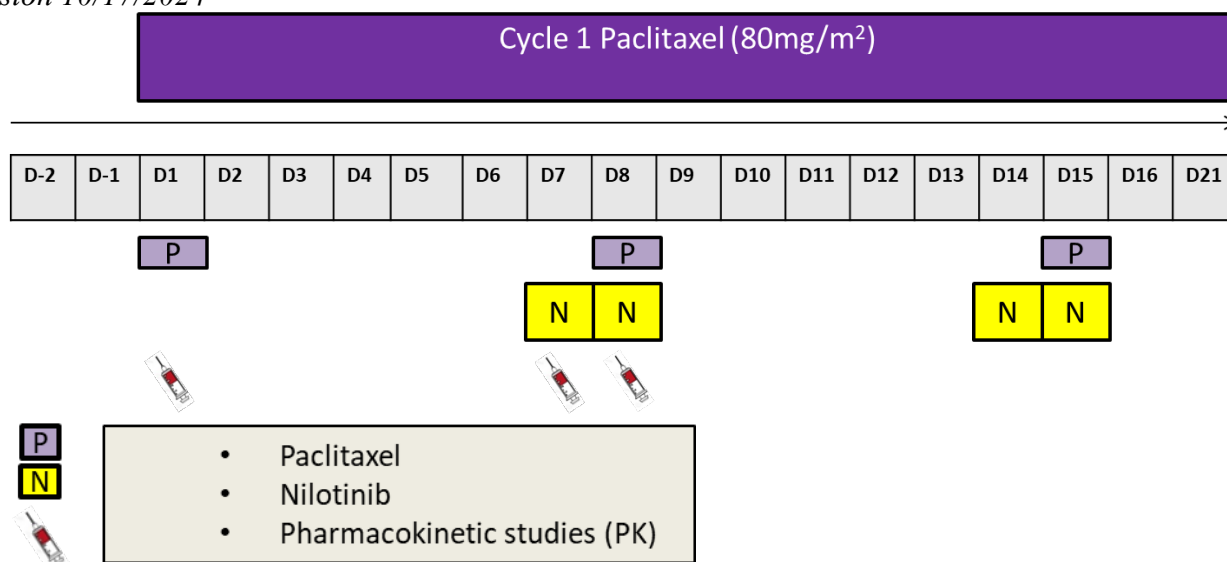 Cycle 1 Paclitaxel (80mg/m²)
D-2 D-1 D1 D2 D3 D4 D5 D6 D7 D8 D9 D10 D11 D12 D13 D14 D15 D16 D21
P P P
N N N N
P
N
• Paclitaxel
• Nilotinib
• Pharmacokinetic studies (PK)